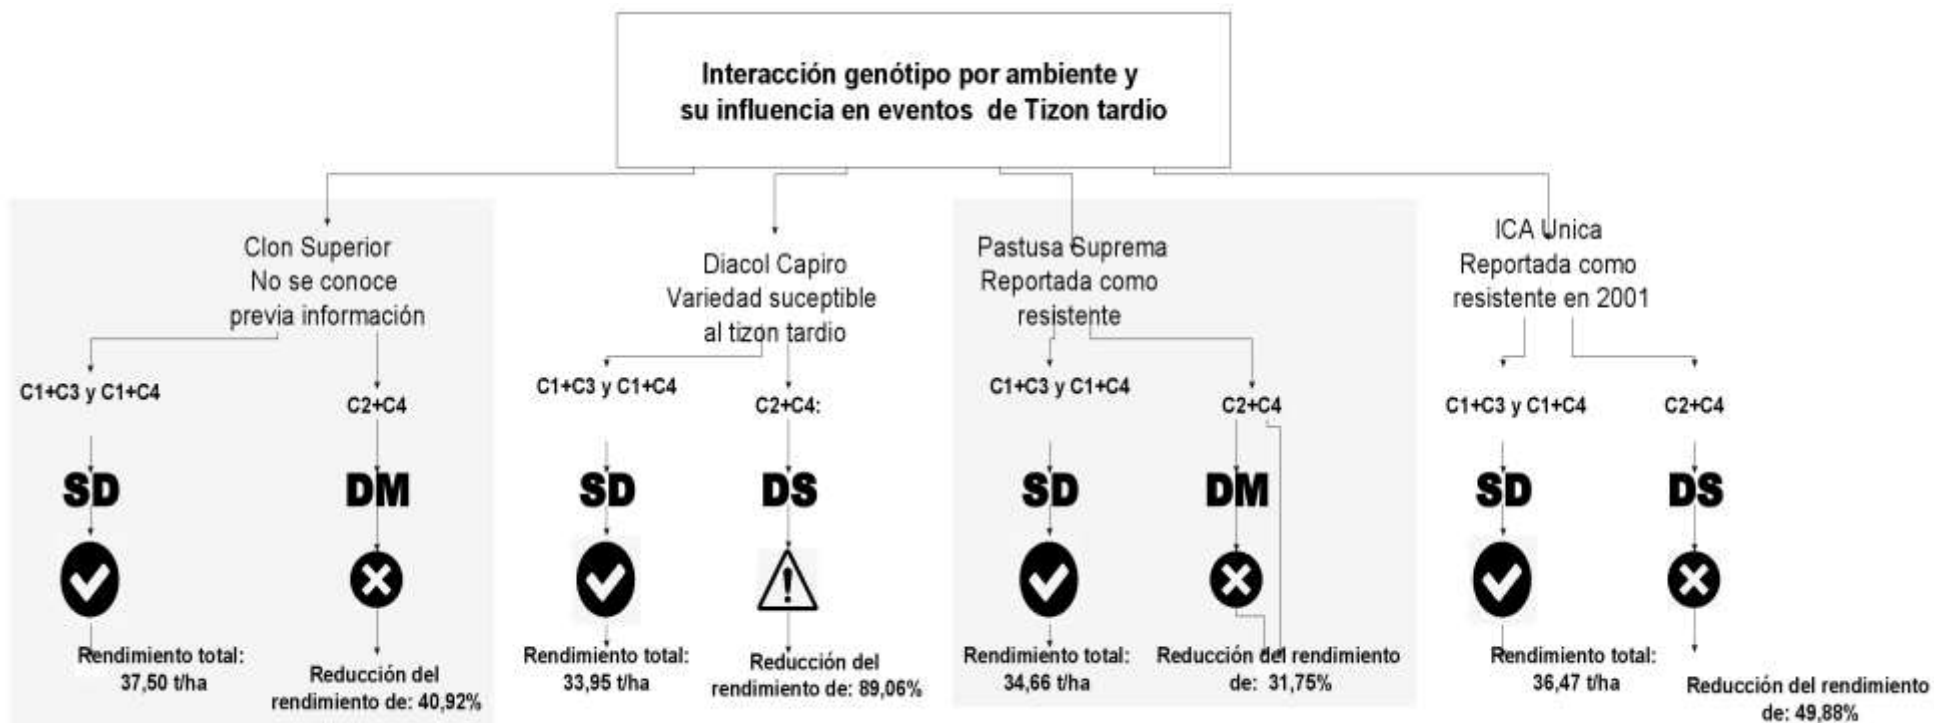 Interacción genótipo por ambiente y
su influencia en eventos de Tizon tardio
Clon Superior
No se conoce
previa información
C1+C3 y C1+C4
C2+C4
SD
DM
Rendimiento total:
37,50 t/ha
Reducción del
rendimiento de: 40,92%
Diacol Capiro
Variedad suceptible
al tizon tardio
C1+C3 y C1+C4
C2+C4:
SD
DS
Rendimiento total:
33,95 t/ha
Reducción del
rendimiento de: 89,06%
Pastusa Suprema
Reportada como
resistente
C1+C3 y C1+C4
C2+C4
SD
DM
Rendimiento total:
34,66 t/ha
Reducción del rendimiento
de: 31,75%
ICA Unica
Reportada como
resistente en 2001
C1+C3 y C1+C4
C2+C4
SD
DS
Rendimiento total:
36,47 t/ha
Reducción del rendimiento
de: 49,88%